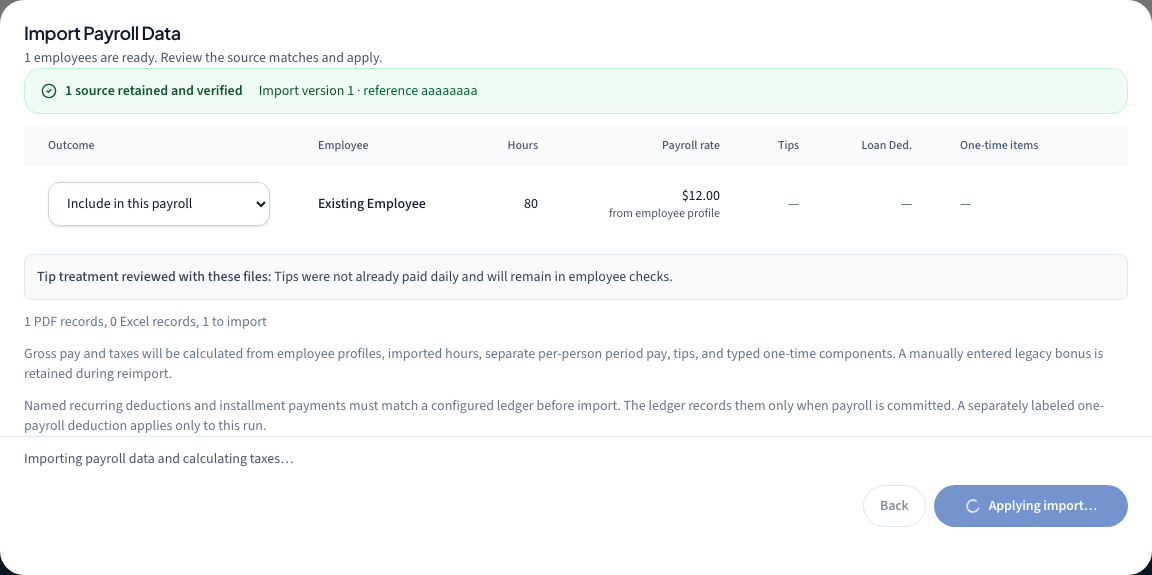 Import Payroll Data
1 employees are ready. Review the source matches and apply.
1 source retained and verified Import version 1 · reference aaaaaaaa
Outcome Employee Hours Payroll rate Tips Loan Ded. One-time items
Include in this payroll Existing Employee 80 $12.00 — — —
from employee profile
Tip treatment reviewed with these files: Tips were not already paid daily and will remain in employee checks.
1 PDF records, 0 Excel records, 1 to import
Gross pay and taxes will be calculated from employee profiles, imported hours, separate per-person period pay, tips, and typed one-time components. A manually entered legacy bonus is
retained during reimport.
Named recurring deductions and installment payments must match a configured ledger before import. The ledger records them only when payroll is committed. A separately labeled one-
payroll deduction applies only to this run.
Importing payroll data and calculating taxes…
Back Applying import…